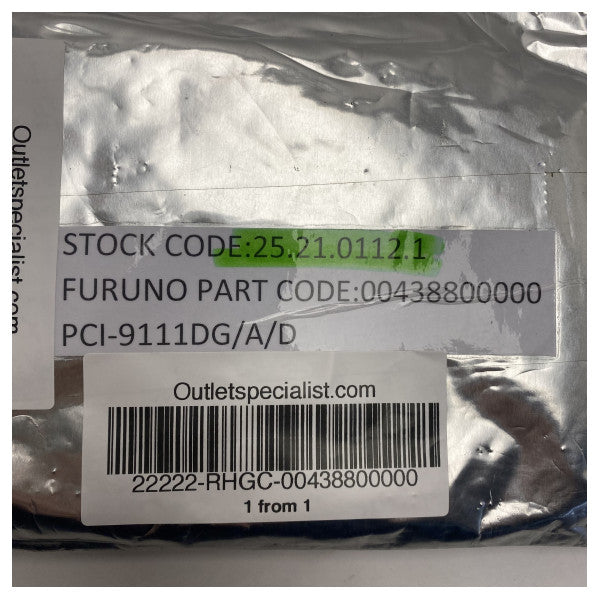 Outletspecialist.com
STOCK CODE:25.21.0112.1
FURUNO PART CODE:00438800000
PCI-9111DG/A/D
Outletspecialist.com
22222-RHGC-00438800000
1 from 1